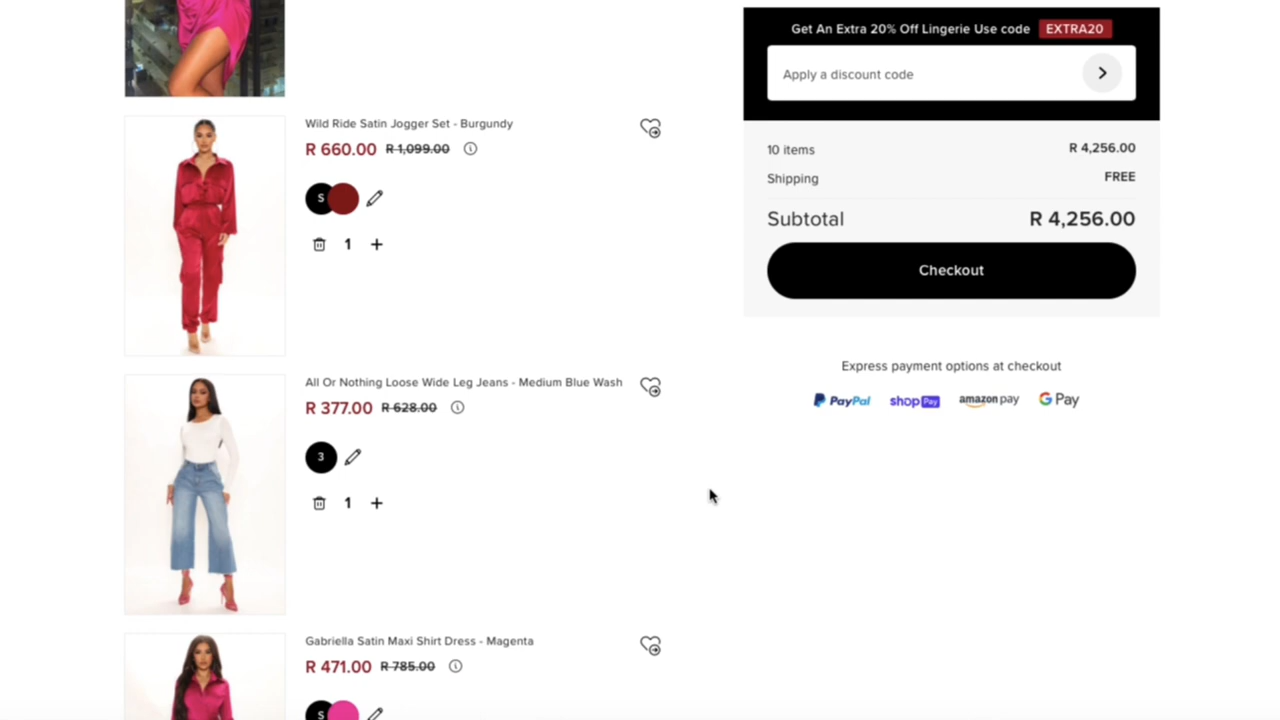 Get An Extra 20% Off Lingerie Use code EXTRA20
Apply a discount code
Wild Ride Satin Jogger Set - Burgundy
R 660.00 R 1,099.00
S
1
10 items R 4,256.00
Shipping FREE
Subtotal R 4,256.00
Checkout
Express payment options at checkout
PayPal shop Pay amazon pay G Pay
All Or Nothing Loose Wide Leg Jeans - Medium Blue Wash
R 377.00 R 628.00
3
1
Gabriella Satin Maxi Shirt Dress - Magenta
R 471.00 R 785.00
S